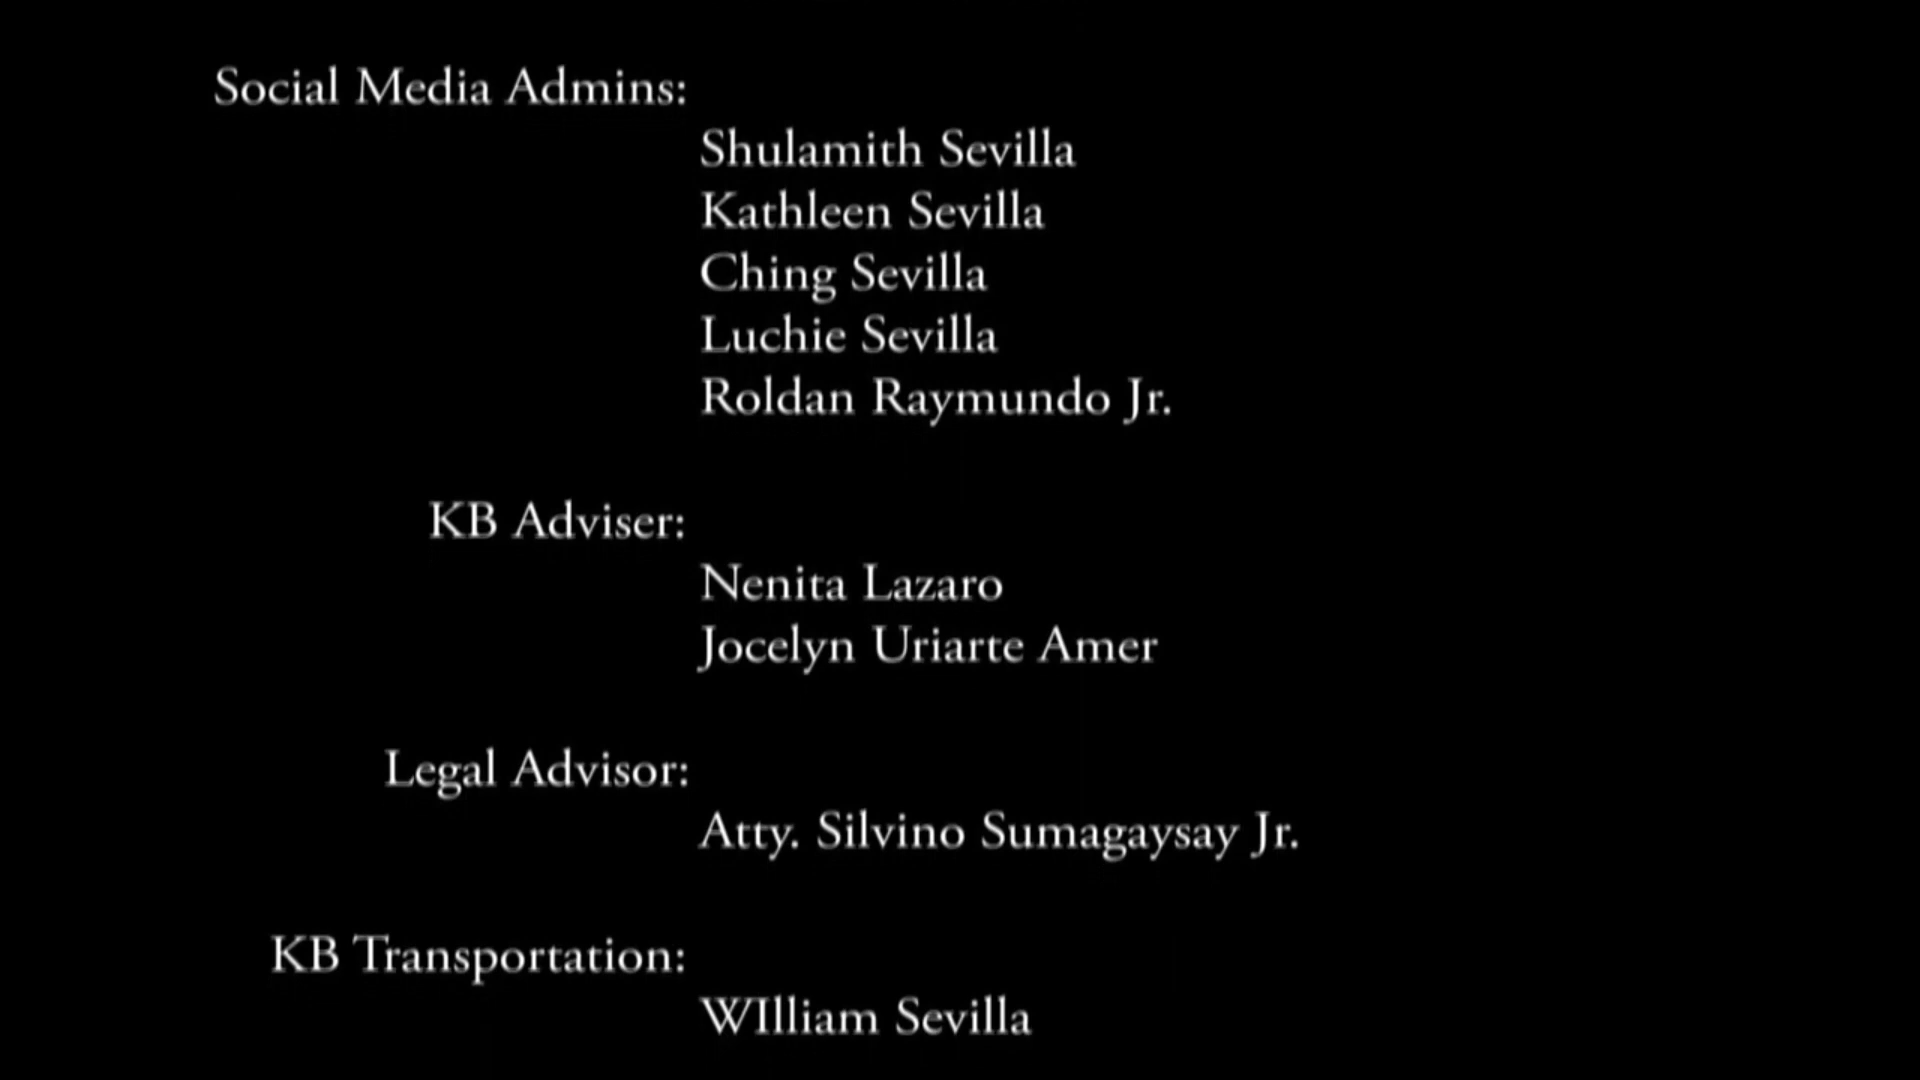 Social Media Admins:
Shulamith Sevilla
Kathleen Sevilla
Ching Sevilla
Luchie Sevilla
Roldan Raymundo Jr.
KB Adviser:
Nenita Lazaro
Jocelyn Uriarte Amer
Legal Advisor:
Atty. Silvino Sumagaysay Jr.
KB Transportation:
WIlliam Sevilla